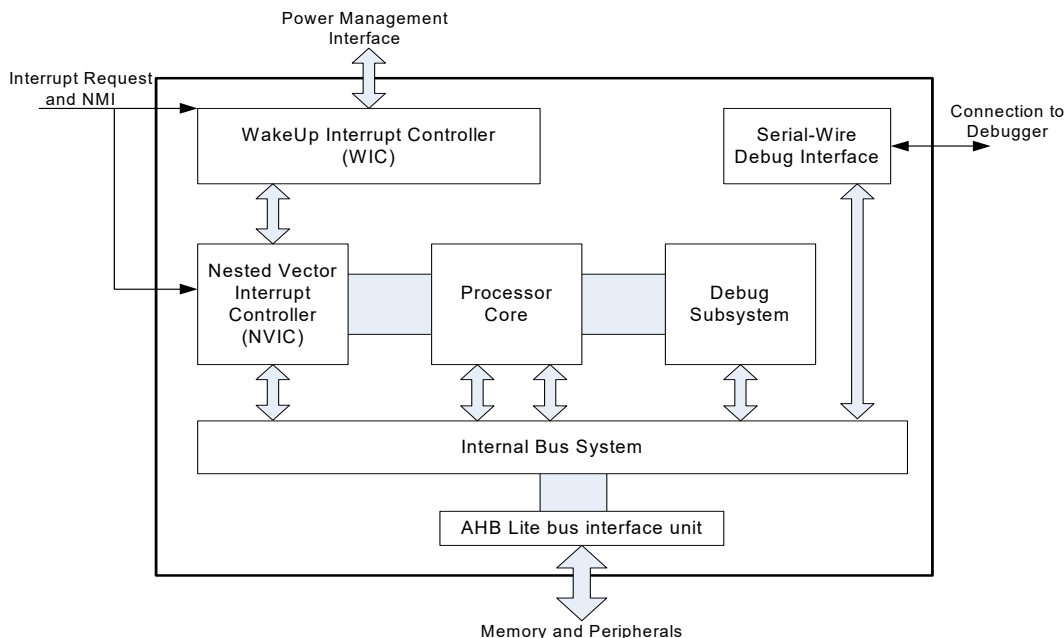 Power Management
Interface
Interrupt Request
and NMI
WakeUp Interrupt Controller
(WIC)
Serial-Wire
Debug Interface
Connection to
Debugger
Nested Vector
Interrupt
Controller
(NVIC)
Processor
Core
Debug
Subsystem
Internal Bus System
AHB Lite bus interface unit
Memory and Peripherals